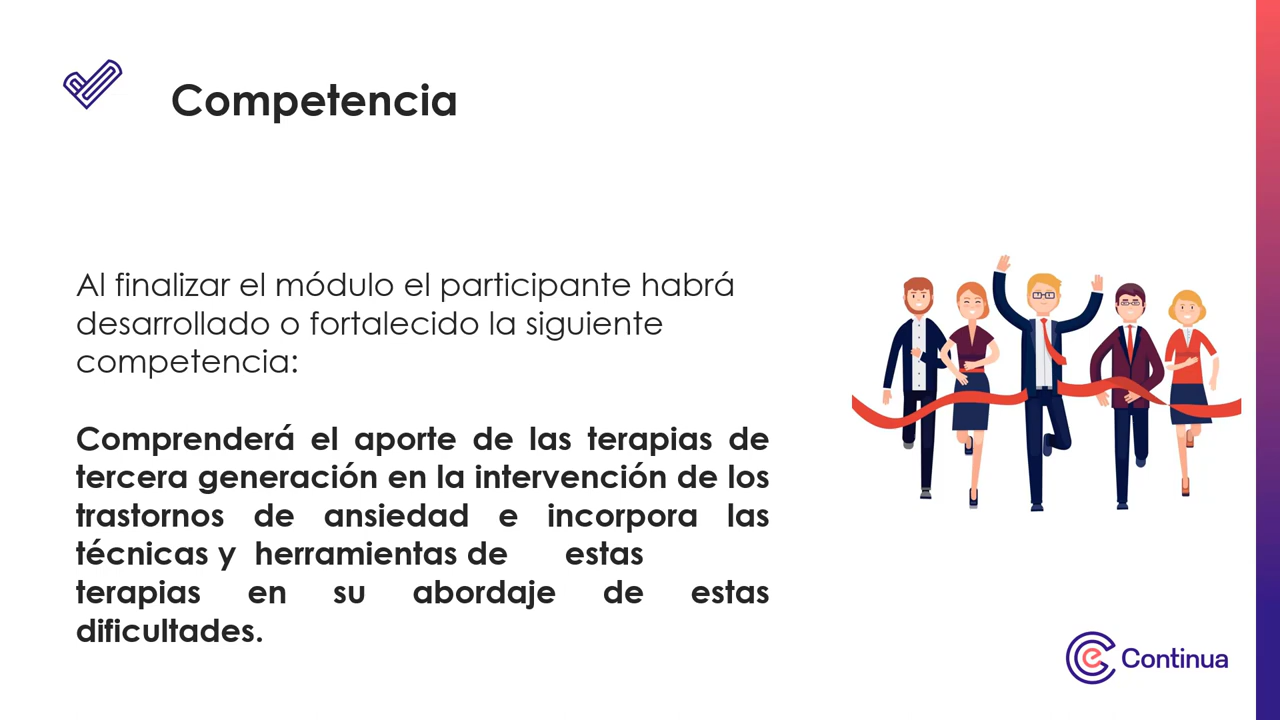 Competencia
Al finalizar el módulo el participante habrá
desarrollado o fortalecido la siguiente
competencia:
Comprenderá el aporte de las terapias de
tercera generación en la intervención de los
trastornos de ansiedad e incorpora las
técnicas y herramientas de estas
terapias en su abordaje de estas
dificultades.
Continua